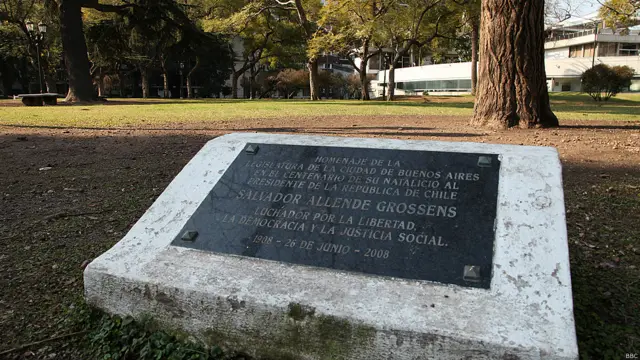 HOMENAJE DE LA
LEGISLATURA DE LA CIUDAD DE BUENOS AIRES
EN EL CENTENARIO DE SU NATALICIO AL
PRESIDENTE DE LA REPÚBLICA DE CHILE
SALVADOR ALLENDE GROSSENS
LUCHADOR POR LA LIBERTAD,
LA DEMOCRACIA Y LA JUSTICIA SOCIAL.
1908 - 26 DE JUNIO - 2008
BBC